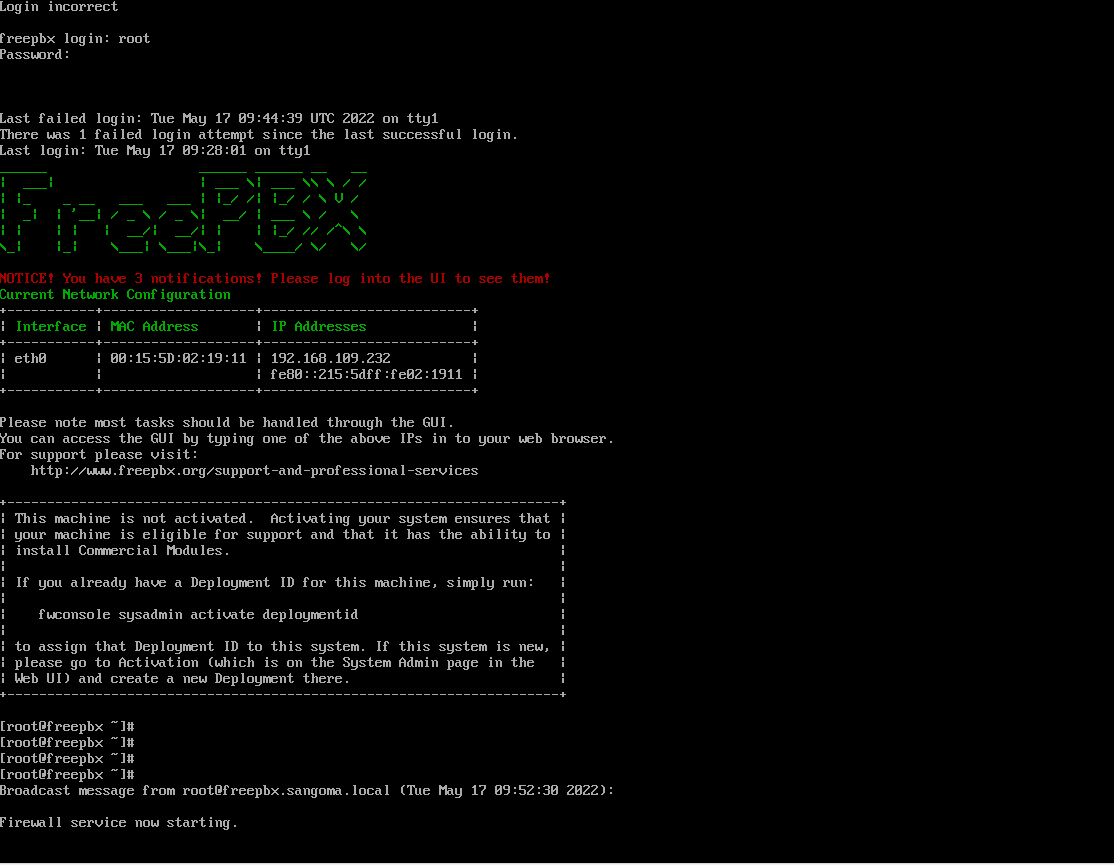 Login incorrect
freepbx login: root
Password:
Last failed login: Tue May 17 09:44:39 UTC 2022 on tty1
There was 1 failed login attempt since the last successful login.
Last login: Tue May 17 09:28:01 on tty1
FreePBX
NOTICE! You have 3 notifications! Please log into the UI to see them!
Current Network Configuration
+-----------+-------------------+--------------------------+
| Interface | MAC Address       | IP Addresses             |
+-----------+-------------------+--------------------------+
| eth0      | 00:15:5D:02:19:11 | 192.168.109.232          |
|           |                   | fe80::215:5dff:fe02:1911 |
+-----------+-------------------+--------------------------+
Please note most tasks should be handled through the GUI.
You can access the GUI by typing one of the above IPs in to your web browser.
For support please visit:
    http://www.freepbx.org/support-and-professional-services
+---------------------------------------------------------------------+
| This machine is not activated.  Activating your system ensures that |
| your machine is eligible for support and that it has the ability to |
| install Commercial Modules.                                         |
|                                                                     |
| If you already have a Deployment ID for this machine, simply run:   |
|                                                                     |
|    fwconsole sysadmin activate deploymentid                         |
|                                                                     |
| to assign that Deployment ID to this system. If this system is new, |
| please go to Activation (which is on the System Admin page in the   |
| Web UI) and create a new Deployment there.                          |
+---------------------------------------------------------------------+
[root@freepbx ~]#
[root@freepbx ~]#
[root@freepbx ~]#
[root@freepbx ~]#
Broadcast message from root@freepbx.sangoma.local (Tue May 17 09:52:30 2022):
Firewall service now starting.